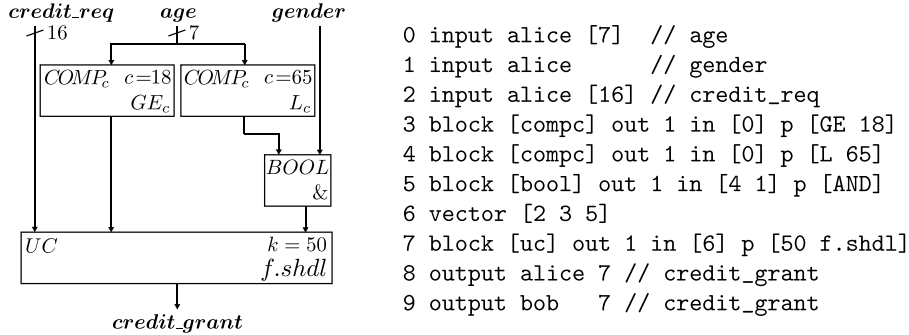 credit_req age gender
16 7
COMP_c c=18
GE_c
COMP_c c=65
L_c
BOOL
&
UC k = 50
f.shdl
credit_grant
0 input alice [7] // age
1 input alice // gender
2 input alice [16] // credit_req
3 block [compc] out 1 in [0] p [GE 18]
4 block [compc] out 1 in [0] p [L 65]
5 block [bool] out 1 in [4 1] p [AND]
6 vector [2 3 5]
7 block [uc] out 1 in [6] p [50 f.shdl]
8 output alice 7 // credit_grant
9 output bob 7 // credit_grant